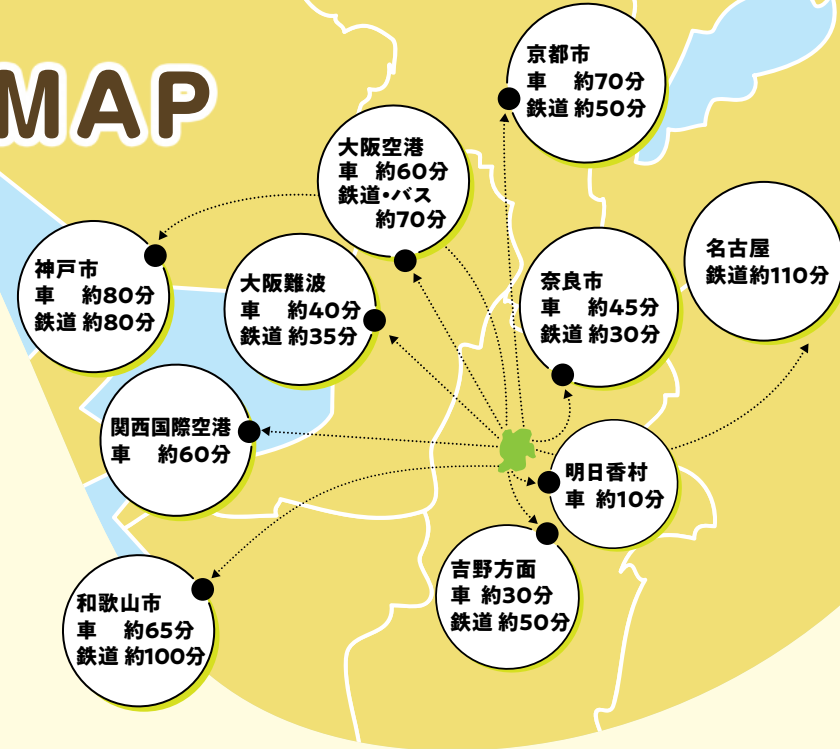 MAP
京都市
車 約70分
鉄道 約50分
大阪空港
車 約60分
鉄道・バス
約70分
名古屋
鉄道約110分
神戸市
車 約80分
鉄道 約80分
大阪難波
車 約40分
鉄道 約35分
奈良市
車 約45分
鉄道 約30分
関西国際空港
車 約60分
明日香村
車 約10分
吉野方面
車 約30分
鉄道 約50分
和歌山市
車 約65分
鉄道 約100分